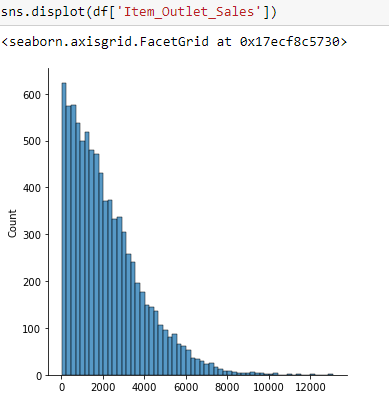 sns.displot(df['Item_Outlet_Sales'])
<seaborn.axisgrid.FacetGrid at 0x17ecf8c5730>
600
500
400
300
200
100
0
Count
0 2000 4000 6000 8000 10000 12000